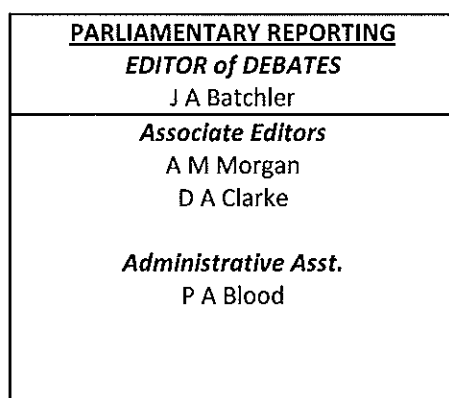 PARLIAMENTARY REPORTING
EDITOR of DEBATES
J A Batchler
Associate Editors
A M Morgan
D A Clarke
Administrative Asst.
P A Blood